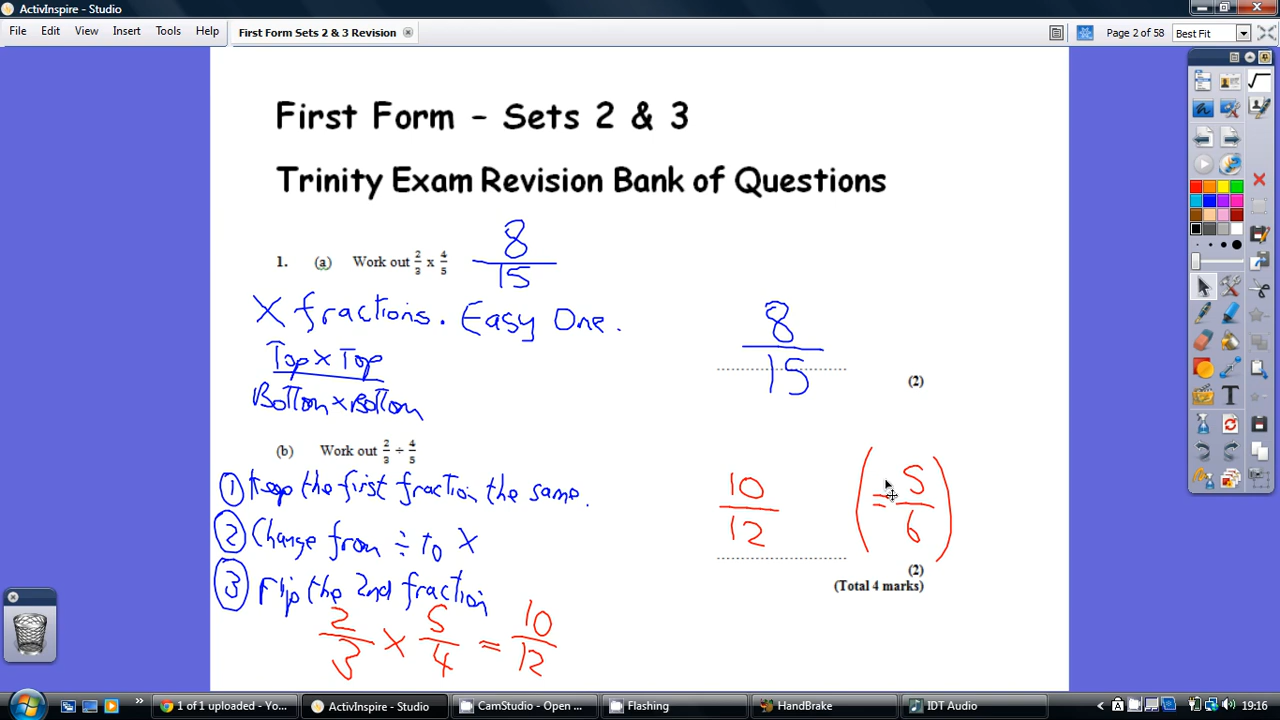 ActivInspire - Studio
File Edit View Insert Tools Help First Form Sets 2 & 3 Revision Page 2 of 58 Best Fit
First Form - Sets 2 & 3
Trinity Exam Revision Bank of Questions
1. (a) Work out 2/3 x 4/5 8/15
X fractions. Easy One.
Top x Top
Bottom x Bottom
8/15
(2)
(b) Work out 2/3 ÷ 4/5
① Keep the first fraction the same.
② Change from ÷ to X
③ Flip the 2nd fraction
2/3 x 5/4 = 10/12
10/12 (= 5/6)
(2)
(Total 4 marks)
1 of 1 uploaded - Yo... ActivInspire - Studio CamStudio - Open ... Flashing HandBrake IDT Audio 19:16